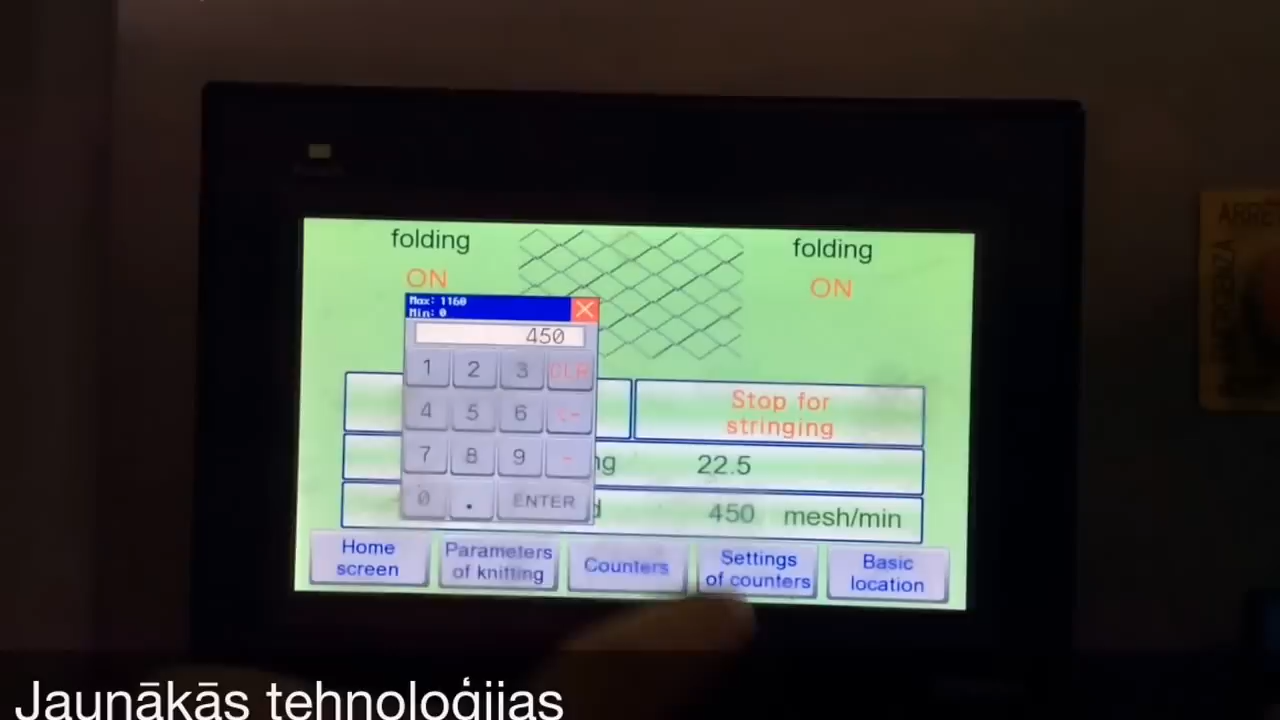 folding
folding
ON
ON
Max: 1160
Min: 0
450
1 2 3 CLR
4 5 6
7 8 9 -
0 . ENTER
Stop for
stringing
22.5
450 mesh/min
Home
screen
Parameters
of knitting
Counters
Settings
of counters
Basic
location
Jaunākās tehnoloģijas